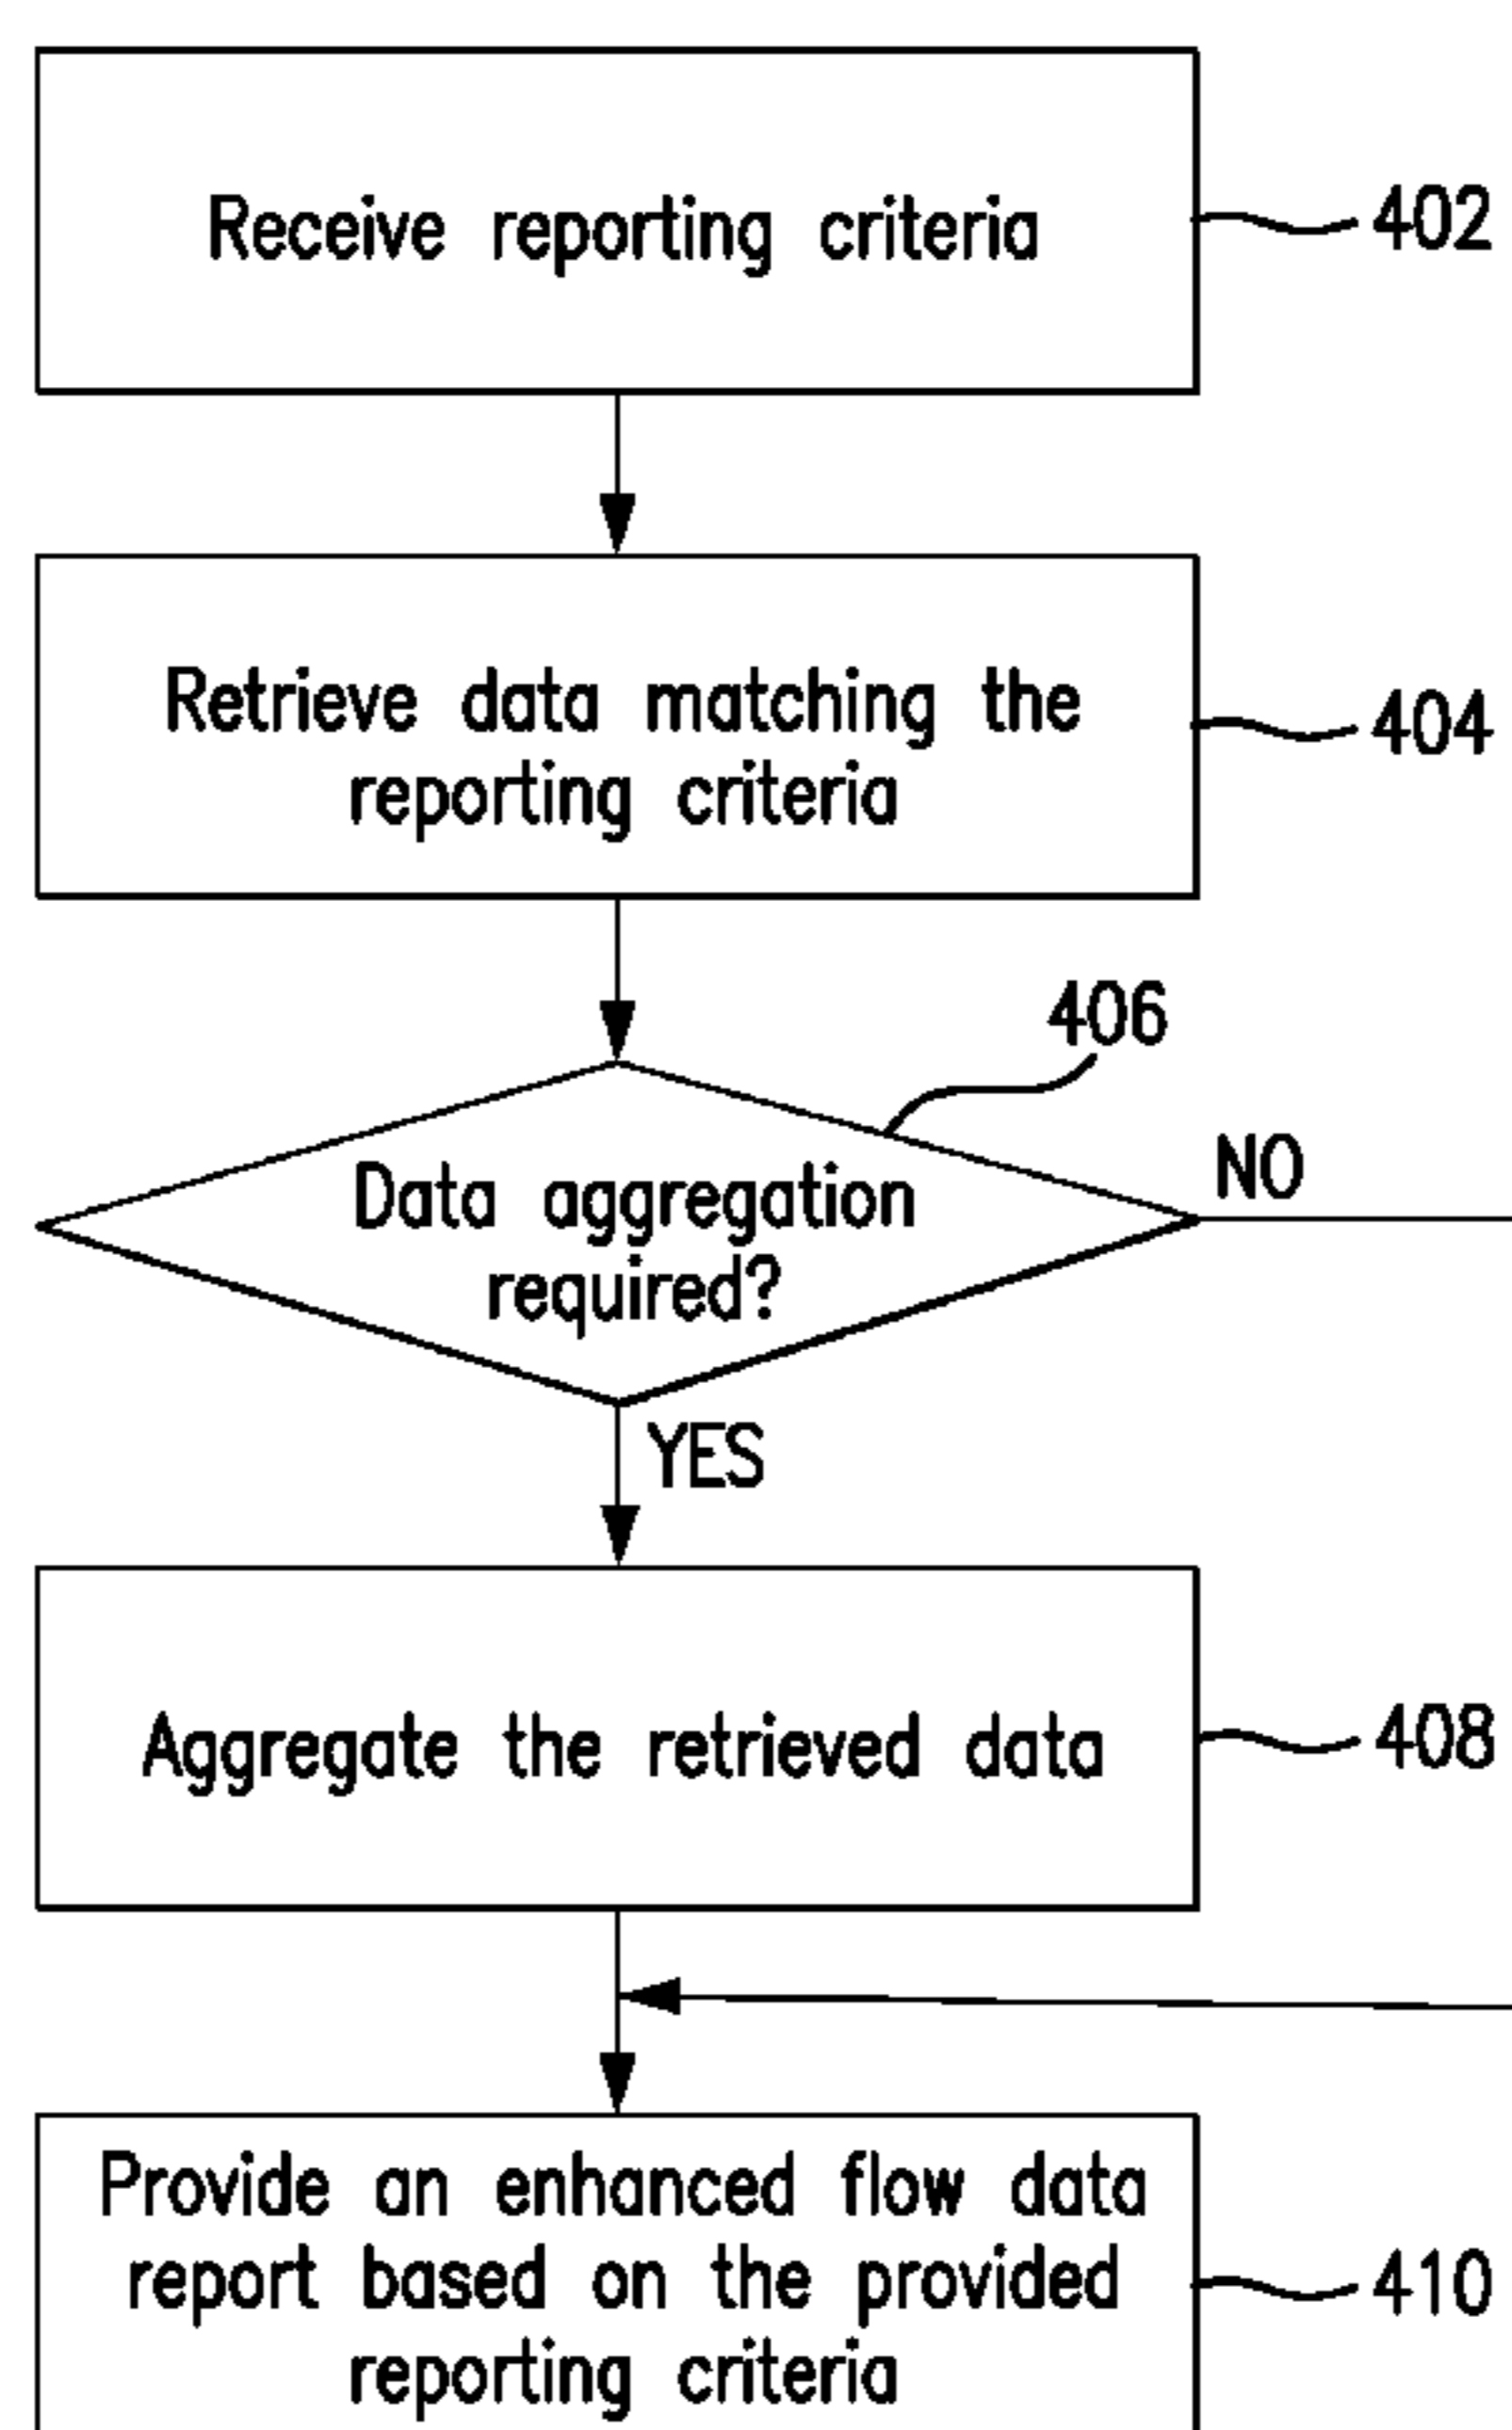 Receive reporting criteria
402
Retrieve data matching the
reporting criteria
404
406
Data aggregation
required?
NO
YES
Aggregate the retrieved data
408
Provide an enhanced flow data
report based on the provided
reporting criteria
410